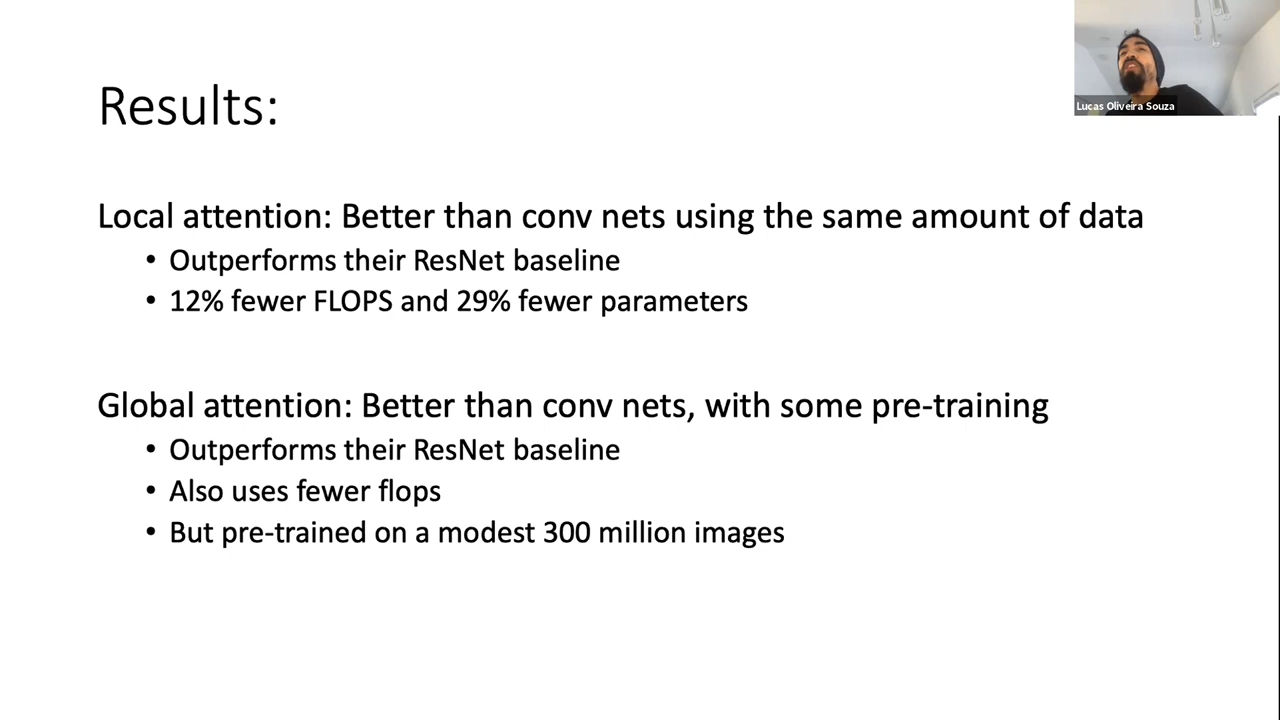 Lucas Oliveira Souza
Results:
Local attention: Better than conv nets using the same amount of data
• Outperforms their ResNet baseline
• 12% fewer FLOPS and 29% fewer parameters
Global attention: Better than conv nets, with some pre-training
• Outperforms their ResNet baseline
• Also uses fewer flops
• But pre-trained on a modest 300 million images